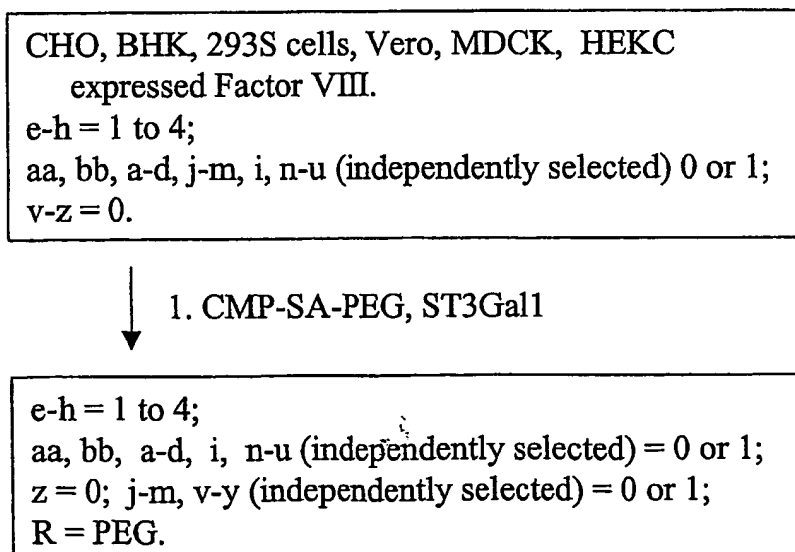 CHO, BHK, 293S cells, Vero, MDCK, HEKC
expressed Factor VIII.
e-h = 1 to 4;
aa, bb, a-d, j-m, i, n-u (independently selected) 0 or 1;
v-z = 0.
1. CMP-SA-PEG, ST3Gal1
e-h = 1 to 4;
aa, bb, a-d, i, n-u (independently selected) = 0 or 1;
z = 0; j-m, v-y (independently selected) = 0 or 1;
R = PEG.